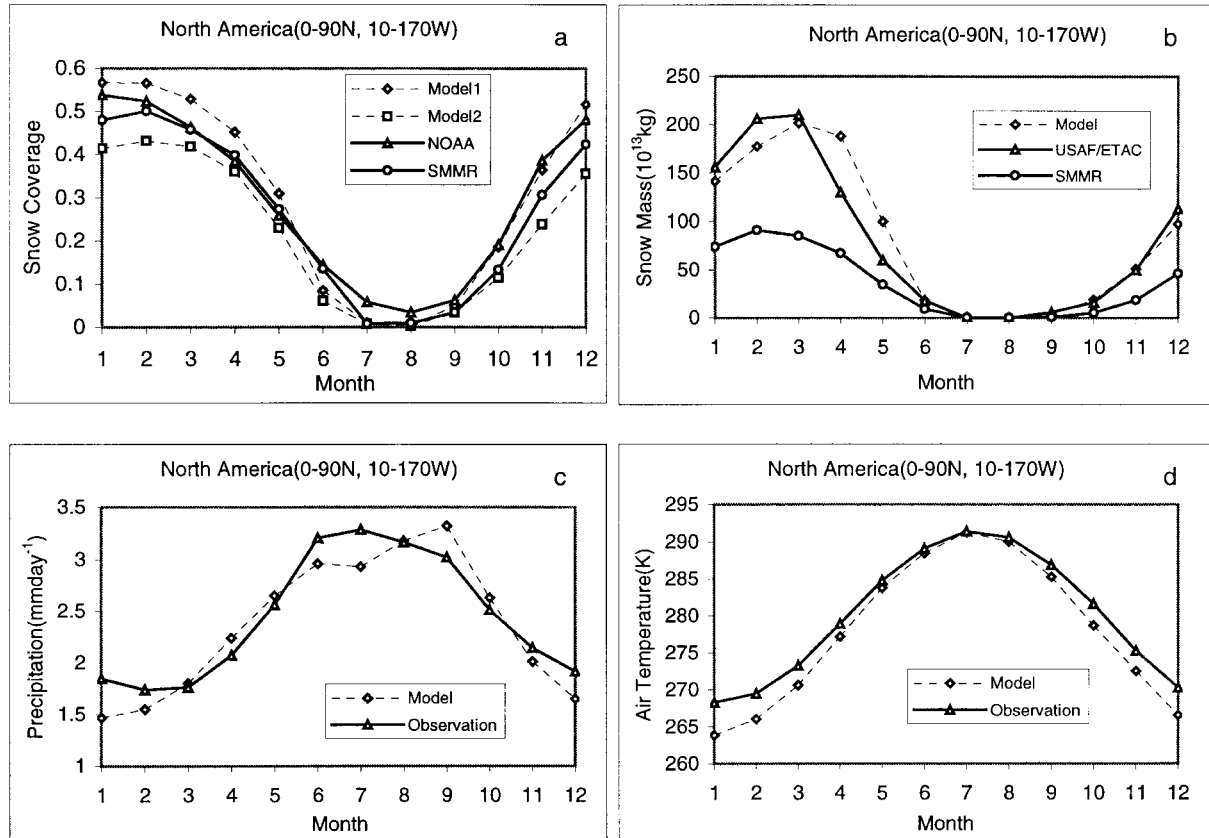 North America(0-90N, 10-170W)
a
Snow Coverage
0.6
0.5
0.4
0.3
0.2
0.1
0
Model1
Model2
NOAA
SMMR
1 2 3 4 5 6 7 8 9 10 11 12
Month
North America(0-90N, 10-170W)
b
Snow Mass(10¹³kg)
250
200
150
100
50
0
Model
USAF/ETAC
SMMR
1 2 3 4 5 6 7 8 9 10 11 12
Month
North America(0-90N, 10-170W)
c
Precipitation(mmday⁻¹)
3.5
3
2.5
2
1.5
1
Model
Observation
1 2 3 4 5 6 7 8 9 10 11 12
Month
North America(0-90N, 10-170W)
d
Air Temperature(K)
295
290
285
280
275
270
265
260
Model
Observation
1 2 3 4 5 6 7 8 9 10 11 12
Month